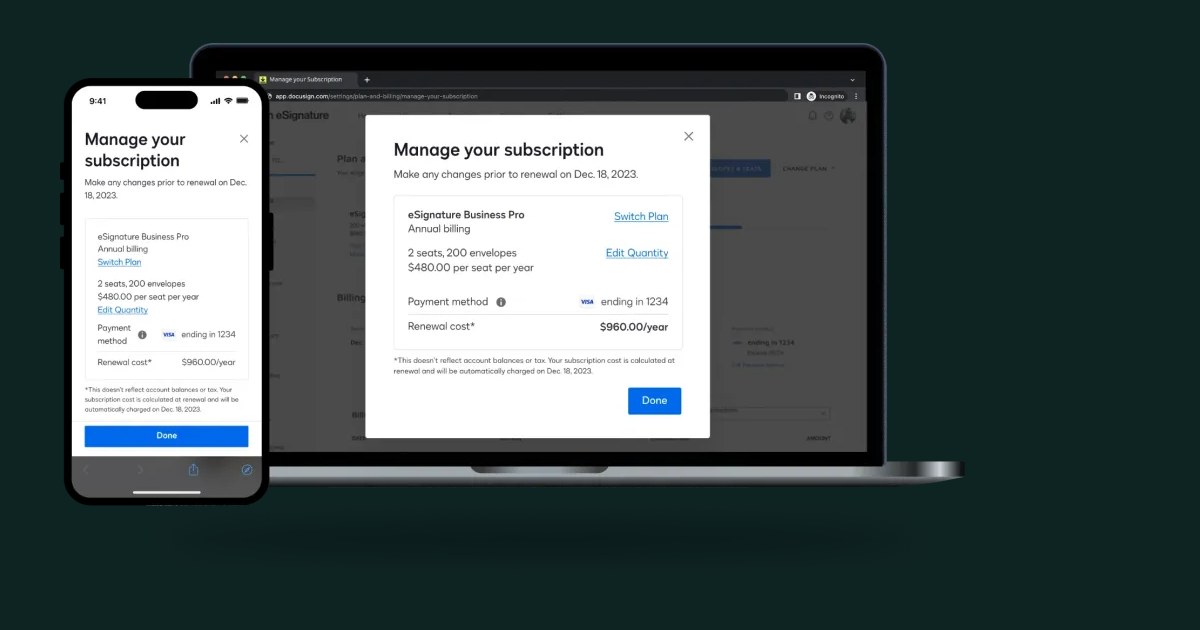 9:41
Manage your
subscription
Make any changes prior to renewal on Dec.
18, 2023.
eSignature Business Pro
Annual billing
Switch Plan
2 seats, 200 envelopes
$480.00 per seat per year
Edit Quantity
Payment
method
VISA ending in 1234
Renewal cost* $960.00/year
*This doesn't reflect account balances or tax. Your
subscription cost is calculated at renewal and will be
automatically charged on Dec. 18, 2023.
Done
Manage your Subscription
app.docusign.com/settings/plan-and-billing/manage-your-subscription
Incognito
eSignature
Plan
CHANGE PLAN
Manage your subscription
Make any changes prior to renewal on Dec. 18, 2023.
eSignature Business Pro Switch Plan
Annual billing
2 seats, 200 envelopes Edit Quantity
$480.00 per seat per year
Payment method VISA ending in 1234
Renewal cost* $960.00/year
*This doesn't reflect account balances or tax. Your subscription cost is calculated at
renewal and will be automatically charged on Dec. 18, 2023.
Done
Billing
ending in 1234
AMOUNT